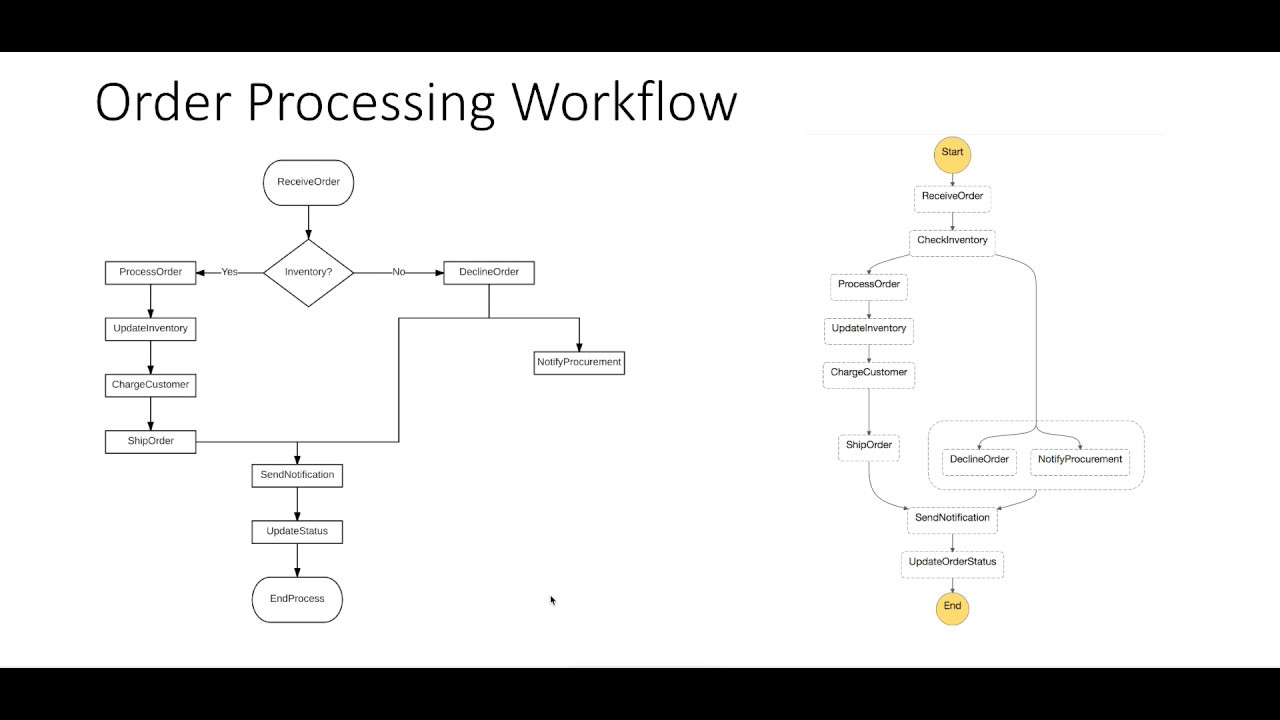 Order Processing Workflow
ReceiveOrder
Inventory?
Yes
No
ProcessOrder
DeclineOrder
UpdateInventory
NotifyProcurement
ChargeCustomer
ShipOrder
SendNotification
UpdateStatus
EndProcess
Start
ReceiveOrder
CheckInventory
ProcessOrder
UpdateInventory
ChargeCustomer
ShipOrder
DeclineOrder
NotifyProcurement
SendNotification
UpdateOrderStatus
End